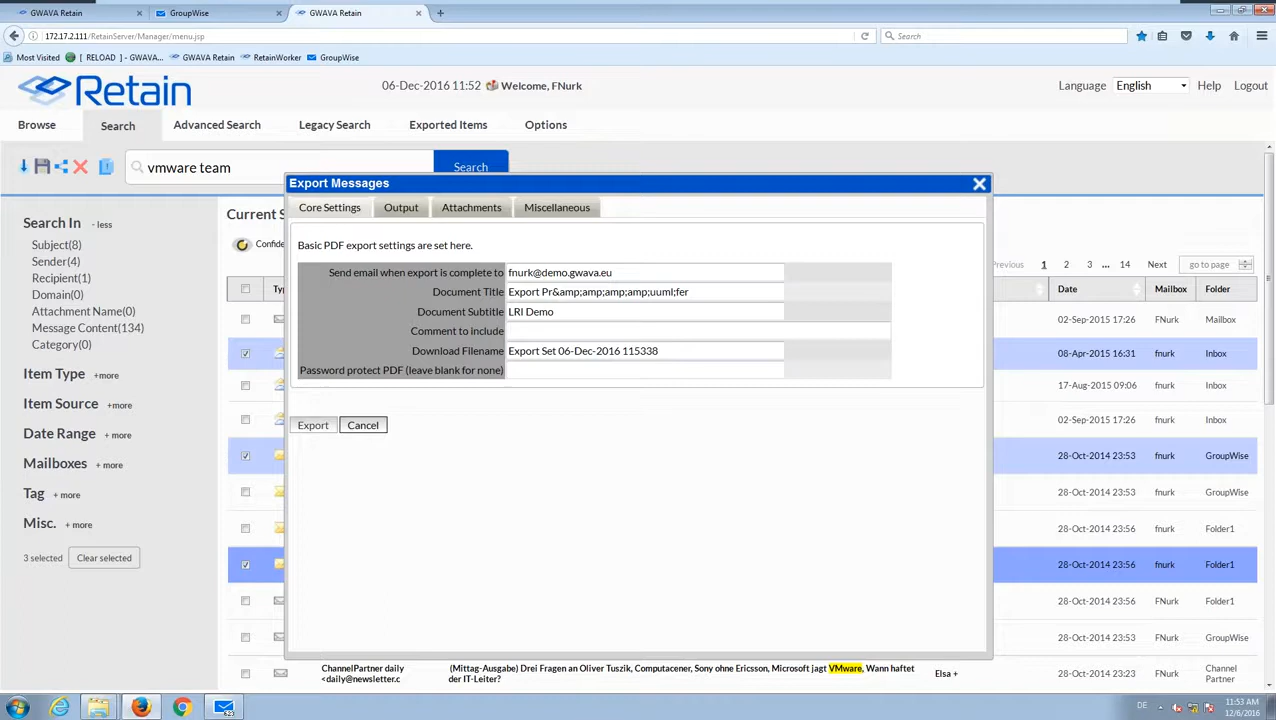 GWAVA Retain
GroupWise
GWAVA Retain
172.17.2.111/RetainServer/Manager/menu.jsp
Search
Most Visited
[ RELOAD ] - GWAVA...
GWAVA Retain
RetainWorker
GroupWise
Retain
06-Dec-2016 11:52
Welcome, FNurk
Language
English
Help
Logout
Browse
Search
Advanced Search
Legacy Search
Exported Items
Options
vmware team
Search
Search In - less
Subject(8)
Sender(4)
Recipient(1)
Domain(0)
Attachment Name(0)
Message Content(134)
Category(0)
Item Type +more
Item Source +more
Date Range + more
Mailboxes + more
Tag + more
Misc. + more
3 selected
Clear selected
Current S
Confide
Export Messages
Core Settings
Output
Attachments
Miscellaneous
Basic PDF export settings are set here.
Send email when export is complete to fnurk@demo.gwava.eu
Document Title Export Pr&amp;amp;amp;amp;uuml;fer
Document Subtitle LRI Demo
Comment to include
Download Filename Export Set 06-Dec-2016 115338
Password protect PDF (leave blank for none)
Export
Cancel
Previous 1 2 3 ... 14 Next go to page
Date Mailbox Folder
02-Sep-2015 17:26 FNurk Mailbox
08-Apr-2015 16:31 fnurk Inbox
17-Aug-2015 09:06 fnurk Inbox
02-Sep-2015 17:26 fnurk Inbox
28-Oct-2014 23:53 fnurk GroupWise
28-Oct-2014 23:53 fnurk GroupWise
28-Oct-2014 23:56 fnurk Folder1
28-Oct-2014 23:56 fnurk Folder1
28-Oct-2014 23:56 FNurk Folder1
28-Oct-2014 23:53 FNurk GroupWise
ChannelPartner daily <daily@newsletter.c
(Mittag-Ausgabe) Drei Fragen an Oliver Tuszik, Computacener, Sony ohne Ericsson, Microsoft jagt VMware, Wann haftet
der IT-Leiter?
Elsa +
28-Oct-2014 23:23 FNurk Channel Partner
623
DE
11:53 AM
12/6/2016